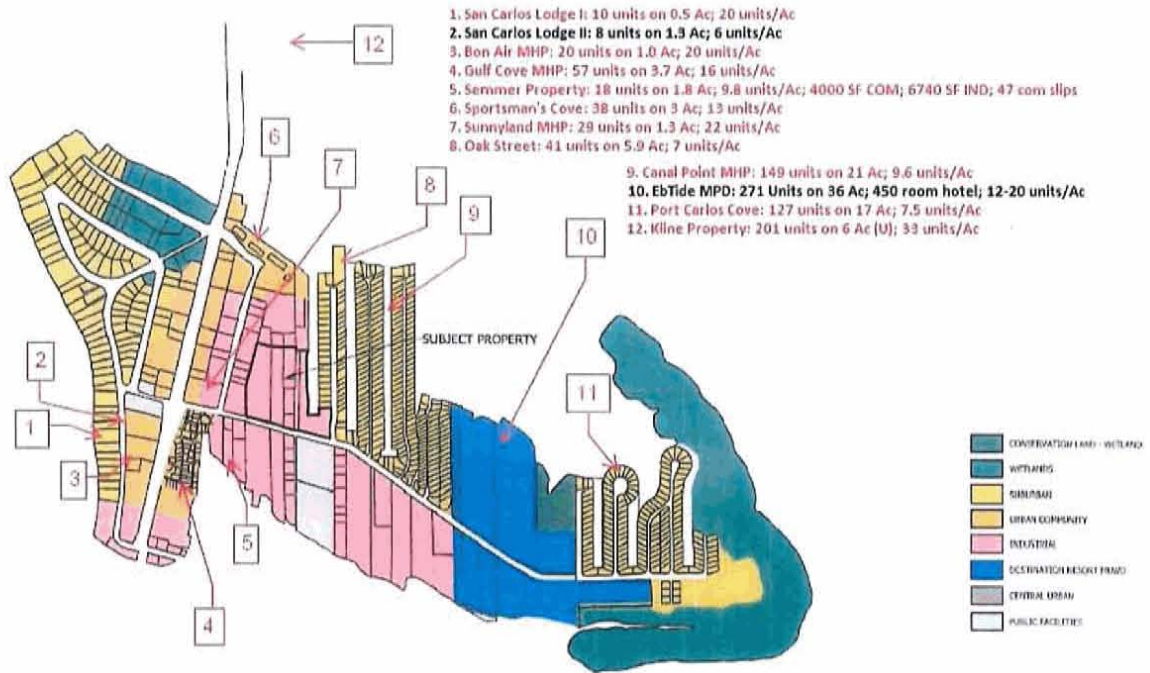 1. San Carlos Lodge I: 10 units on 0.5 Ac; 20 units/Ac
2. San Carlos Lodge II: 8 units on 1.3 Ac; 6 units/Ac
3. Bon Air MHP: 20 units on 1.0 Ac; 20 units/Ac
4. Gulf Cove MHP: 57 units on 3.7 Ac; 16 units/Ac
5. Semmer Property: 18 units on 1.8 Ac; 9.8 units/Ac; 4000 SF COM; 6740 SF IND; 47 com slips
6. Sportsman's Cove: 38 units on 3 Ac; 13 units/Ac
7. Sunnyland MHP: 29 units on 1.3 Ac; 22 units/Ac
8. Oak Street: 41 units on 5.9 Ac; 7 units/Ac
9. Canal Point MHP: 149 units on 21 Ac; 9.6 units/Ac
10. EbTide MPD: 271 Units on 36 Ac; 450 room hotel; 12-20 units/Ac
11. Port Carlos Cove: 127 units on 17 Ac; 7.5 units/Ac
12. Kline Property: 201 units on 6 Ac (U); 33 units/Ac
12
6
7
8
9
10
SUBJECT PROPERTY
2
11
1
3
5
4
CONSERVATION LAND - WETLAND
WETLANDS
SUBURBAN
URBAN COMMUNITY
INDUSTRIAL
DESTINATION RESORT
CENTRAL URBAN
PUBLIC FACILITIES